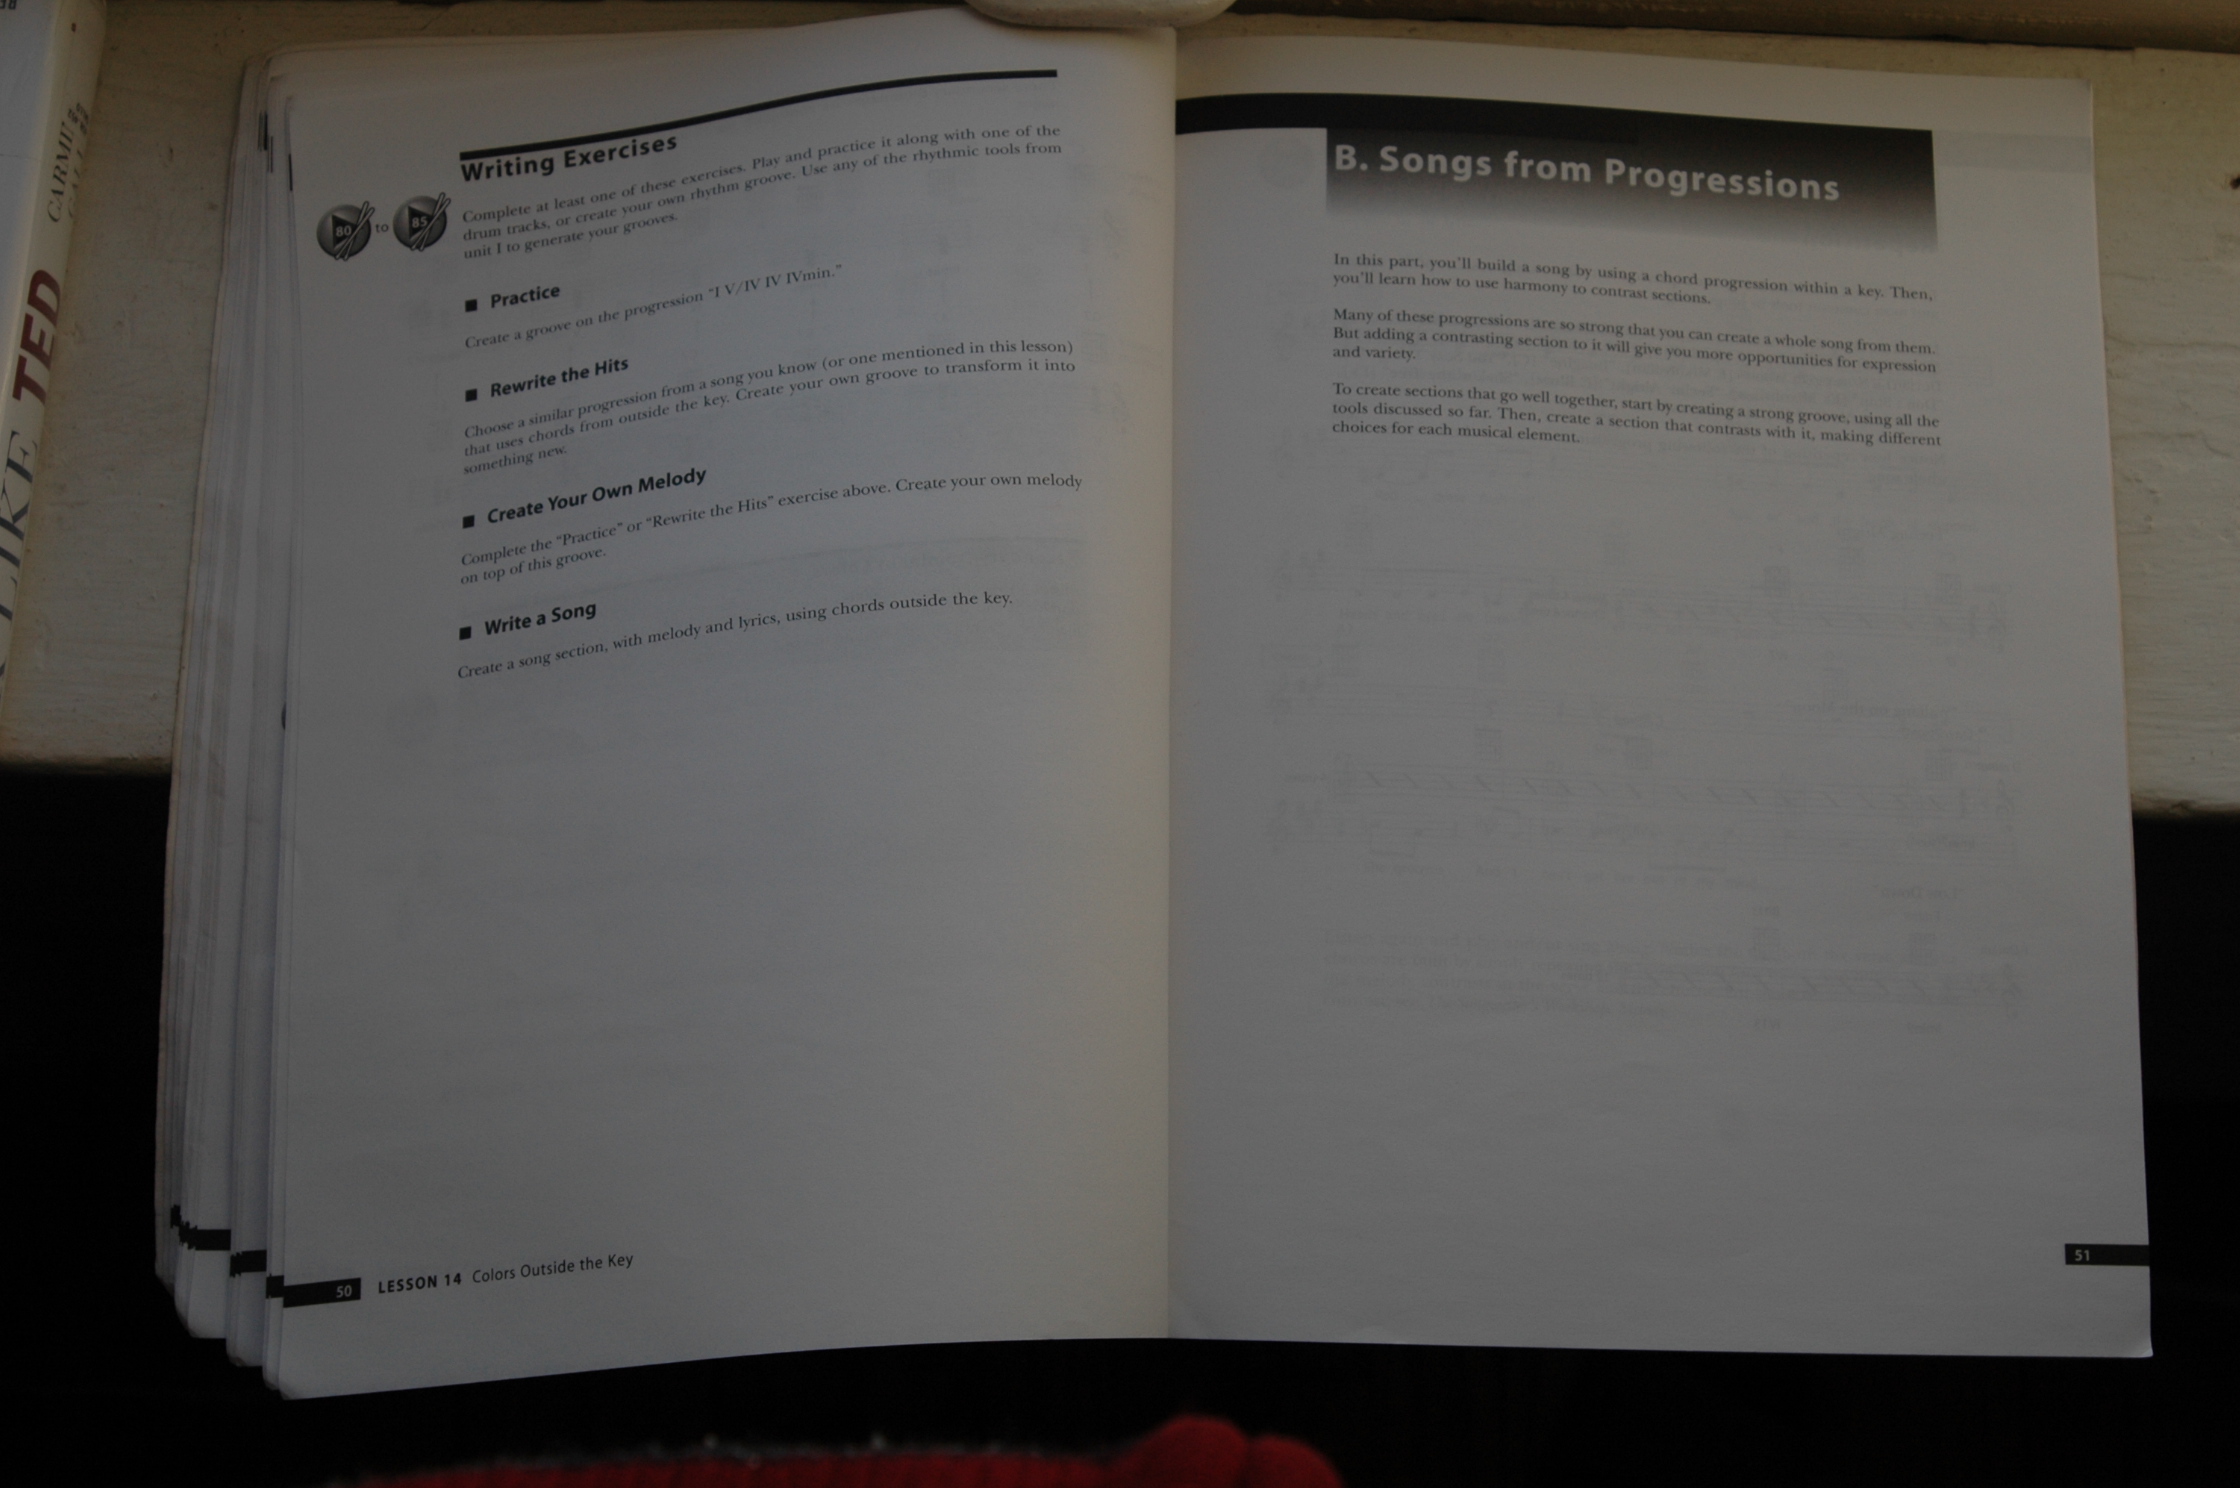 TED
LIKE
CARMI
Writing Exercises
80 to 85
Complete at least one of these exercises. Play and practice it along with one of the
drum tracks, or create your own rhythm groove. Use any of the rhythmic tools from
unit I to generate your grooves.
■ Practice
Create a groove on the progression “I V/IV IV IVmin.”
■ Rewrite the Hits
Choose a similar progression from a song you know (or one mentioned in this lesson)
that uses chords from outside the key. Create your own groove to transform it into
something new.
■ Create Your Own Melody
Complete the “Practice” or “Rewrite the Hits” exercise above. Create your own melody
on top of this groove.
■ Write a Song
Create a song section, with melody and lyrics, using chords outside the key.
50 LESSON 14 Colors Outside the Key
B. Songs from Progressions
In this part, you’ll build a song by using a chord progression within a key. Then,
you’ll learn how to use harmony to contrast sections.
Many of these progressions are so strong that you can create a whole song from them.
But adding a contrasting section to it will give you more opportunities for expression
and variety.
To create sections that go well together, start by creating a strong groove, using all the
tools discussed so far. Then, create a section that contrasts with it, making different
choices for each musical element.
51